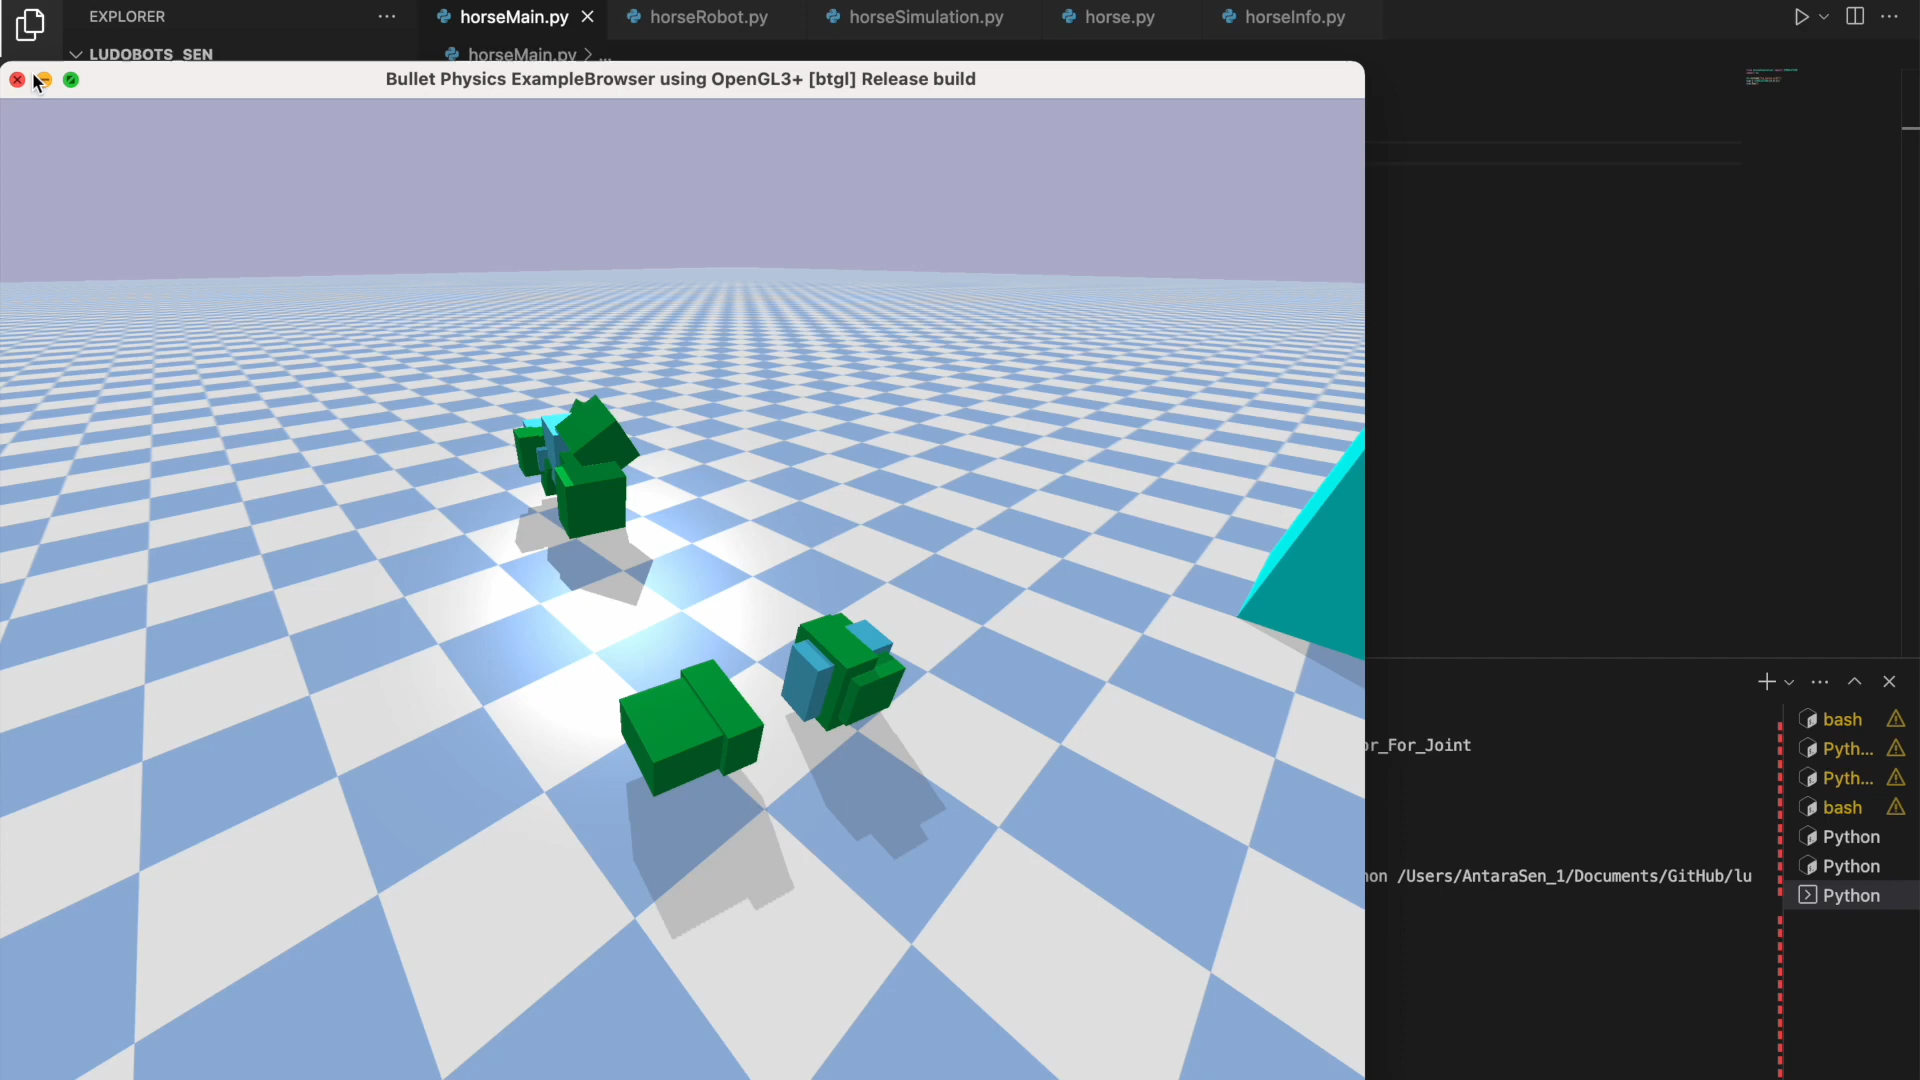 EXPLORER
horseMain.py
horseRobot.py
horseSimulation.py
horse.py
horseInfo.py
LUDOBOTS_SEN
horseMain.py > ...
Bullet Physics ExampleBrowser using OpenGL3+ [btgl] Release build
bash
Pyth...
r_For_Joint
Pyth...
bash
Python
Python
on /Users/AntaraSen_1/Documents/GitHub/lu
Python